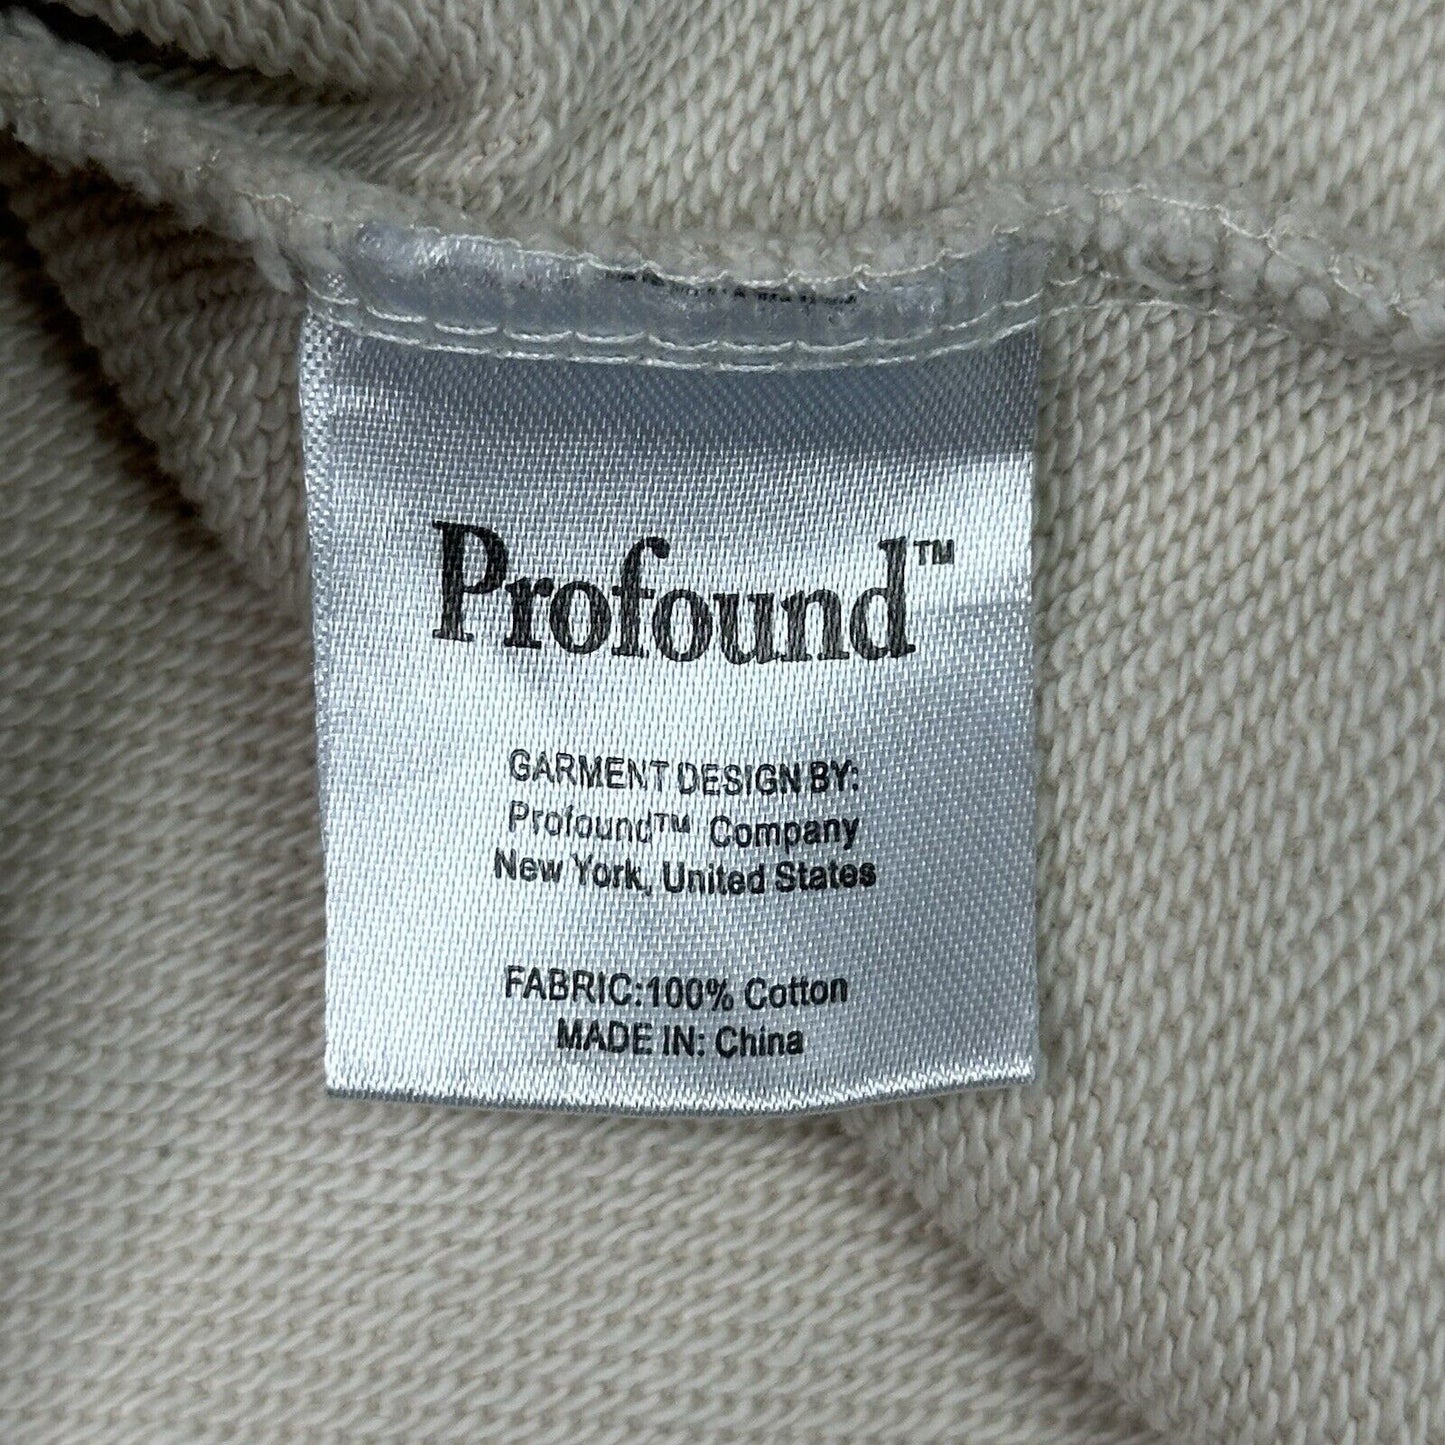 Profound™
GARMENT DESIGN BY:
Profound™ Company
New York, United States
FABRIC:100% Cotton
MADE IN: China